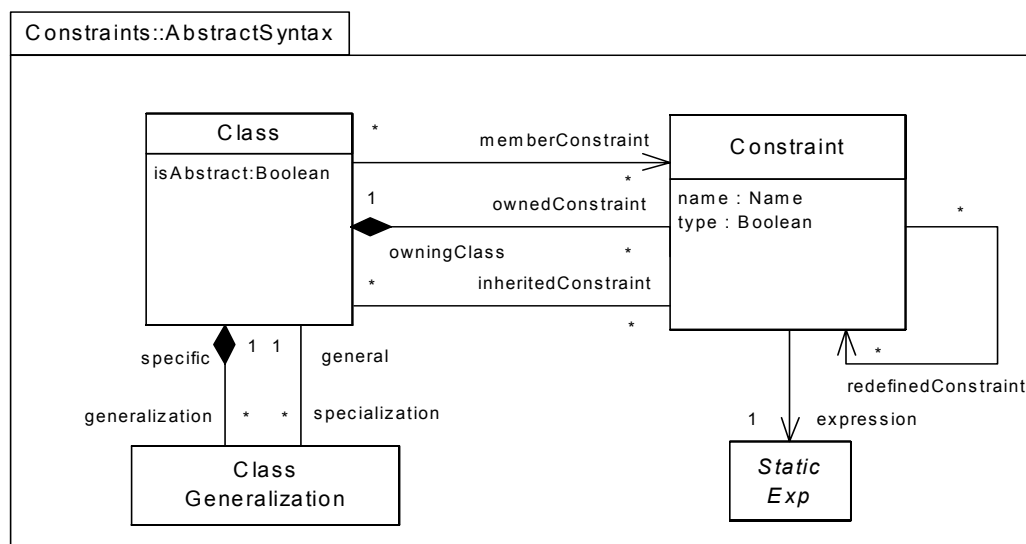 Constraints::AbstractSyntax
Class
isAbstract:Boolean
*
memberConstraint
*
Constraint
name : Name
type : Boolean
1
ownedConstraint
owningClass
*
*
inheritedConstraint
*
*
*
redefinedConstraint
specific
1
1
general
generalization
*
*
specialization
1
expression
Class
Generalization
Static
Exp